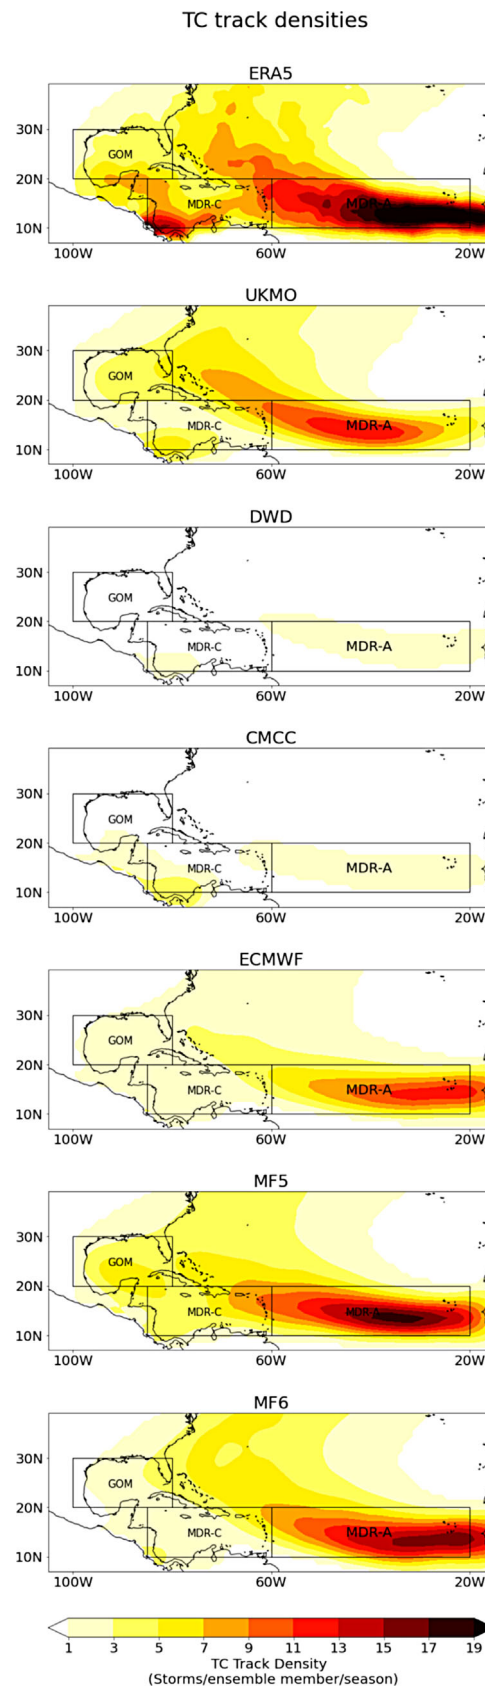 TC track densities
ERA5
30N
GOM
20N
MDR-C
MDR-A
10N
100W
60W
20W
UKMO
30N
GOM
20N
MDR-C
MDR-A
10N
100W
60W
20W
DWD
30N
GOM
20N
MDR-C
MDR-A
10N
100W
60W
20W
CMCC
30N
GOM
20N
MDR-C
MDR-A
10N
100W
60W
20W
ECMWF
30N
GOM
20N
MDR-C
MDR-A
10N
100W
60W
20W
MF5
30N
GOM
20N
MDR-C
MDR-A
10N
100W
60W
20W
MF6
30N
GOM
20N
MDR-C
MDR-A
10N
100W
60W
20W
1 3 5 7 9 11 13 15 17 19
TC Track Density
(Storms/ensemble member/season)